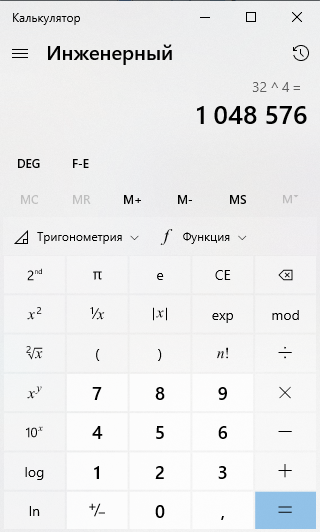 Калькулятор
Инженерный
32 ^ 4 =
1 048 576
DEG F-E
MC MR M+ M- MS M˅
Тригонометрия f Функция
2ⁿᵈ π e CE
x² ¹⁄x |x| exp mod
²√x ( ) n! ÷
xʸ 7 8 9 ×
10ˣ 4 5 6 −
log 1 2 3 +
ln +/− 0 , =